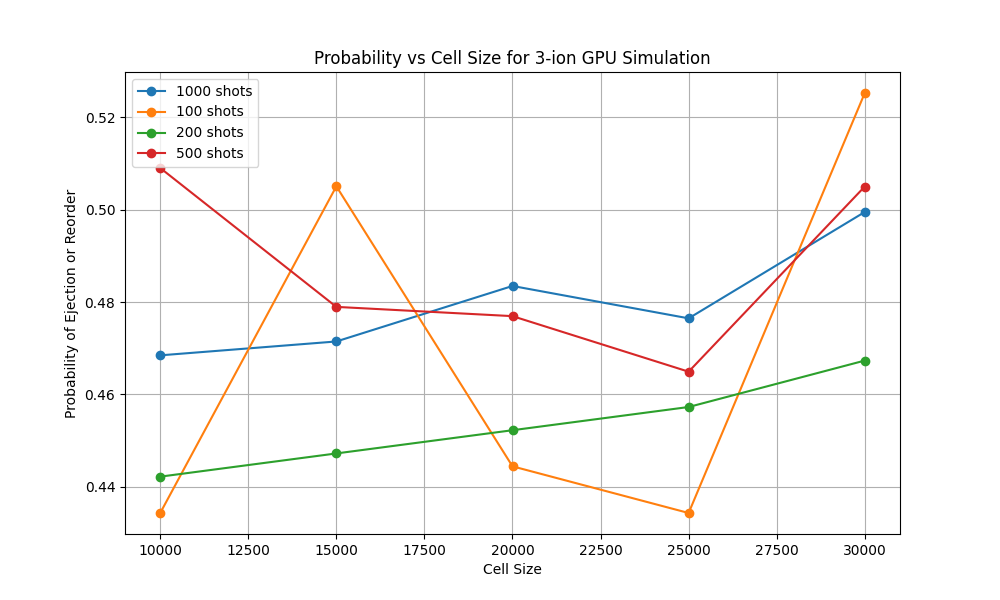 Probability vs Cell Size for 3-ion GPU Simulation
1000 shots
100 shots
200 shots
500 shots
Probability of Ejection or Reorder
0.52
0.50
0.48
0.46
0.44
10000 12500 15000 17500 20000 22500 25000 27500 30000
Cell Size